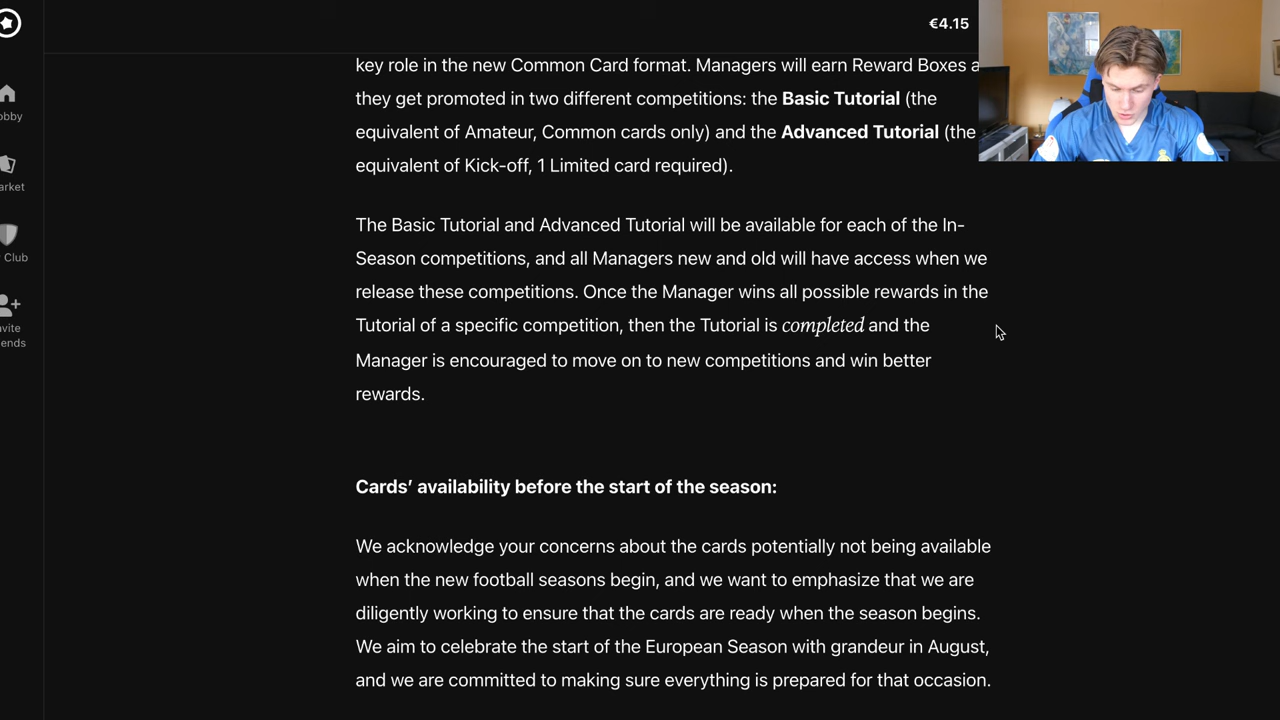 €4.15
key role in the new Common Card format. Managers will earn Reward Boxes a
they get promoted in two different competitions: the Basic Tutorial (the
equivalent of Amateur, Common cards only) and the Advanced Tutorial (the
equivalent of Kick-off, 1 Limited card required).
The Basic Tutorial and Advanced Tutorial will be available for each of the In-
Season competitions, and all Managers new and old will have access when we
release these competitions. Once the Manager wins all possible rewards in the
Tutorial of a specific competition, then the Tutorial is completed and the
Manager is encouraged to move on to new competitions and win better
rewards.
Cards’ availability before the start of the season:
We acknowledge your concerns about the cards potentially not being available
when the new football seasons begin, and we want to emphasize that we are
diligently working to ensure that the cards are ready when the season begins.
We aim to celebrate the start of the European Season with grandeur in August,
and we are committed to making sure everything is prepared for that occasion.
obby
arket
Club
nvite
ends